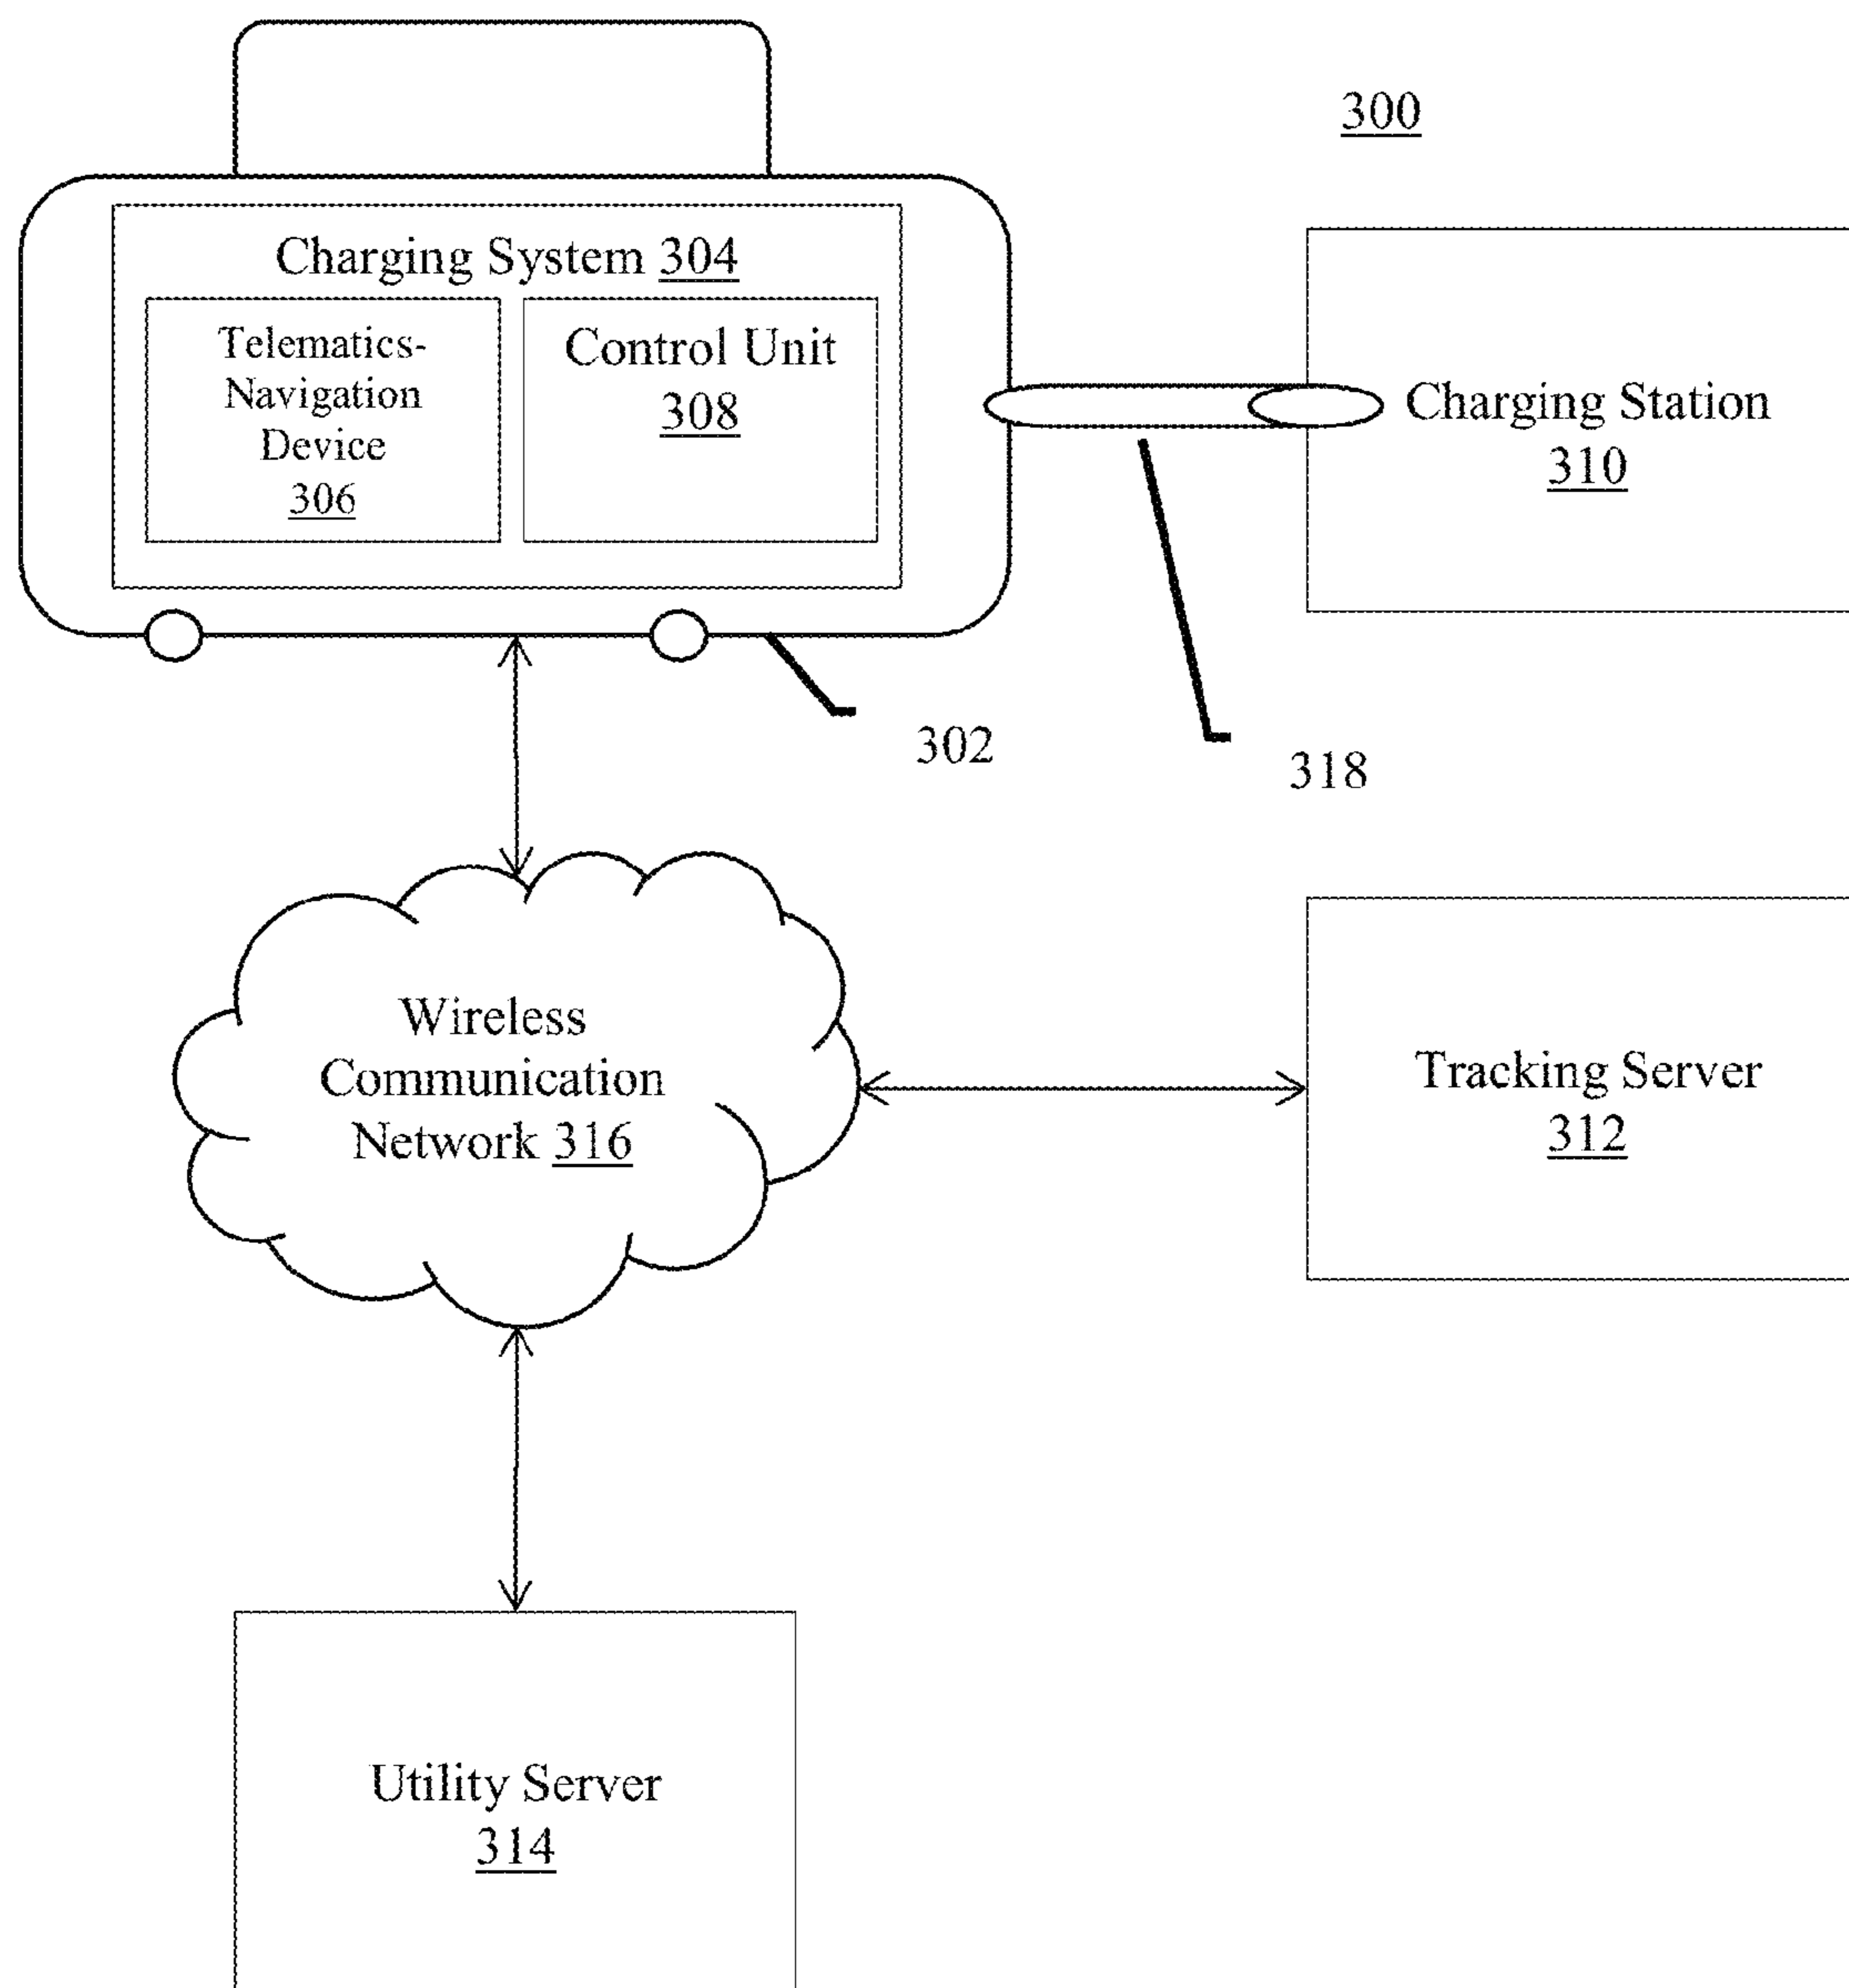 300
Charging System 304
Telematics-
Navigation
Device
306
Control Unit
308
Charging Station
310
302
318
Wireless
Communication
Network 316
Tracking Server
312
Utility Server
314